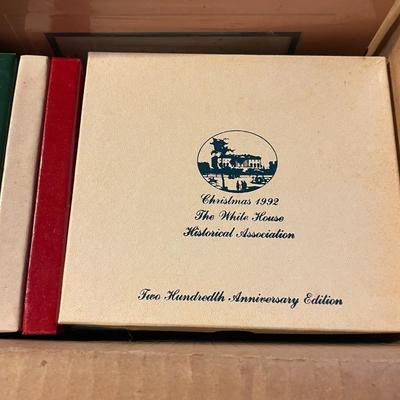 Christmas 1992
The White House
Historical Association
Two Hundredth Anniversary Edition